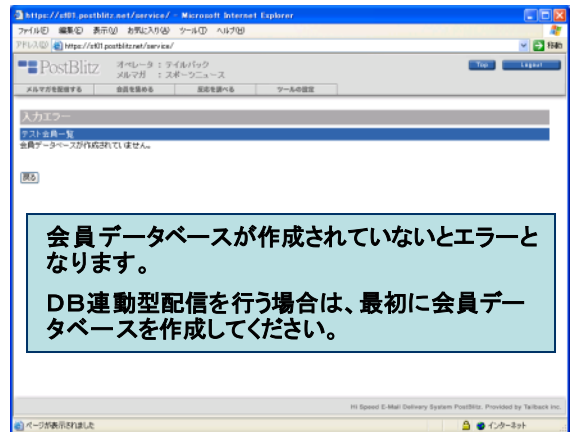 https://st01.postblitz.net/service/ - Microsoft Internet Explorer
ファイル(F) 編集(E) 表示(V) お気に入り(A) ツール(T) ヘルプ(H)
アドレス(D) https://st01.postblitz.net/service/ 移動
PostBlitz オペレータ : テイルバック Top Logout
メルマガ : スポーツニュース
メルマガを配信する 会員を集める 反応を調べる ツールの設定
入力エラー
テスト会員一覧
会員データベースが作成されていません。
戻る
会員データベースが作成されていないとエラーと
なります。
DB連動型配信を行う場合は、最初に会員デー
タベースを作成してください。
Hi Speed E-Mail Delivery System PostBlitz. Provided by Tailback Inc.
ページが表示されました インターネット